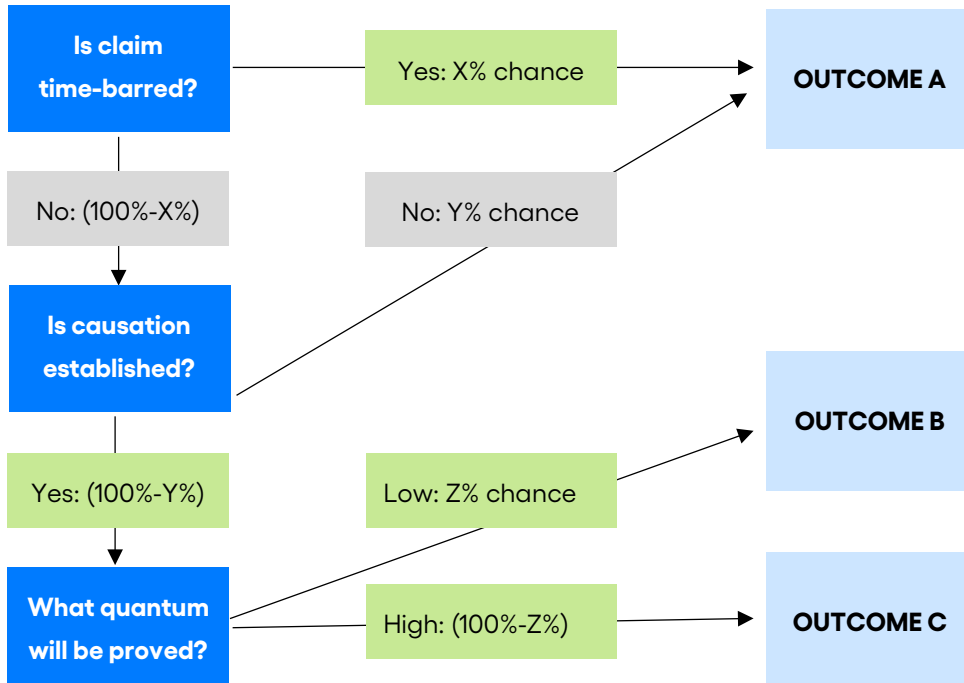 Is claim
time-barred?
Yes: X% chance
OUTCOME A
No: (100%-X%)
No: Y% chance
Is causation
established?
OUTCOME B
Yes: (100%-Y%)
Low: Z% chance
What quantum
will be proved?
High: (100%-Z%)
OUTCOME C